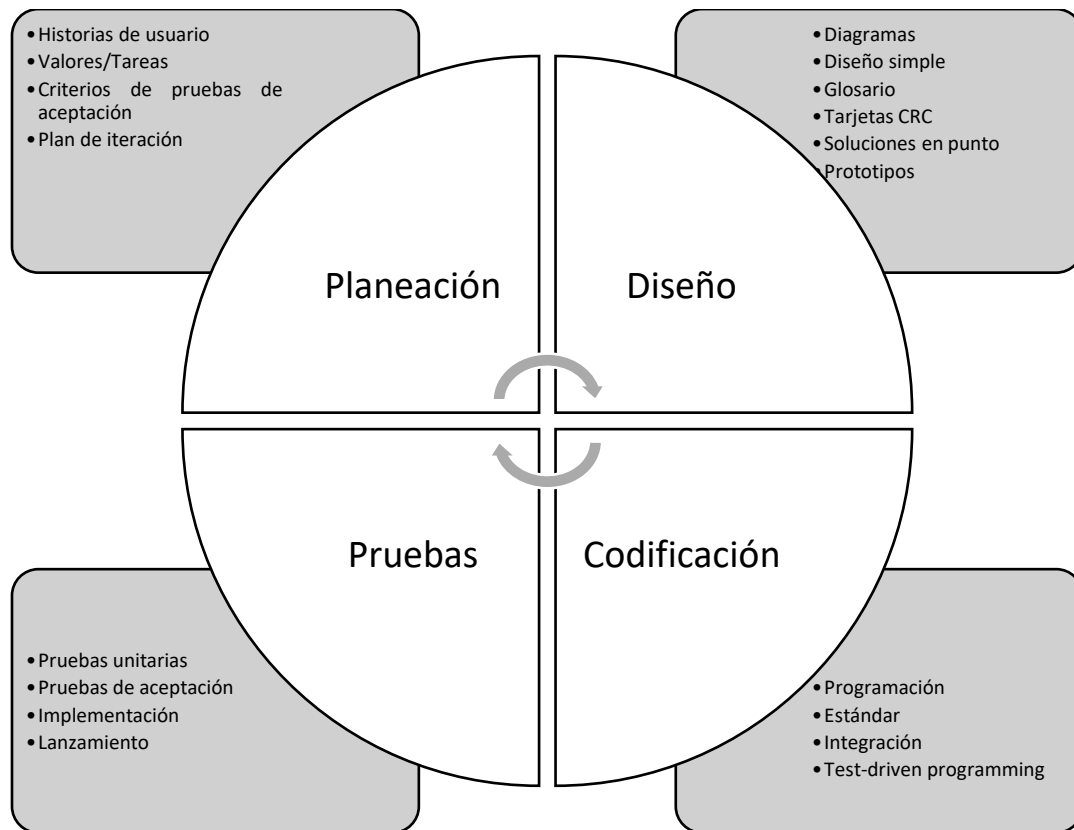 •Historias de usuario
•Valores/Tareas
•Criterios de pruebas de
aceptación
•Plan de iteración
•Diagramas
•Diseño simple
•Glosario
•Tarjetas CRC
•Soluciones en punto
•Prototipos
Planeación
Diseño
Pruebas
Codificación
•Pruebas unitarias
•Pruebas de aceptación
•Implementación
•Lanzamiento
•Programación
•Estándar
•Integración
•Test-driven programming